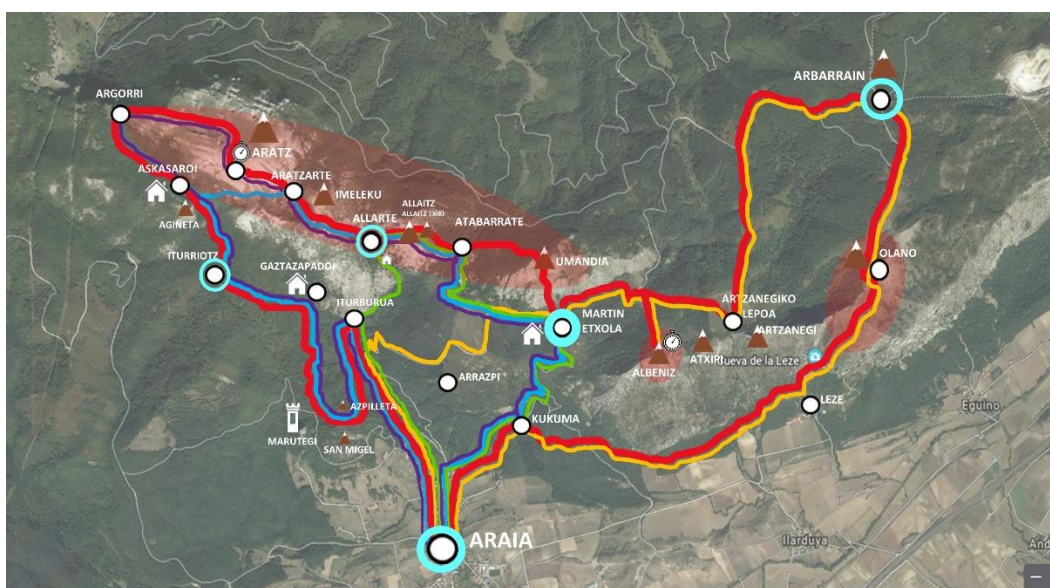 ARBARRAIN
ARGORRI
ARATZ
ASKASAROI
ARATZARTE
IMELEKU
AGIÑETA
ALLARTE
ALLAITZ
ALLAITZ TXIKI
ATABARRATE
UMANDIA
OLANO
ITURRIOTZ
GAZTAZAPADOI
ITURBURUA
MARTIN
ETXOLA
ARTZANEGIKO
LEPOA
ARTZANEGI
ATXIRI
ALBENIZ
Cueva de la Leze
ARRAZPI
AZPILLETA
MARUTEGI
SAN MIGEL
KUKUMA
LEZE
Eguino
ARAIA
Ilarduya